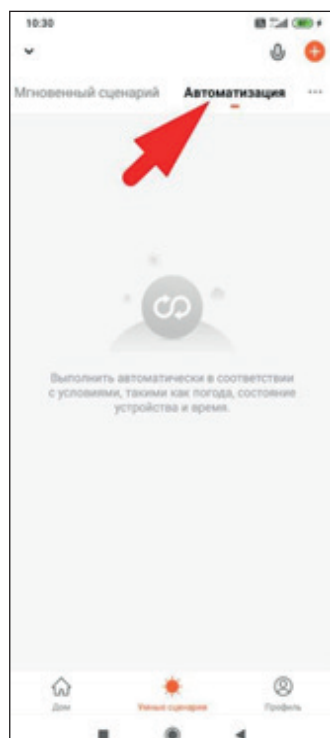 10:30
Мгновенный сценарий Автоматизация ...
Выполнить автоматически в соответствии
с условиями, такими как погода, состояние
устройства и время.
Дом Умные сценарии Профиль